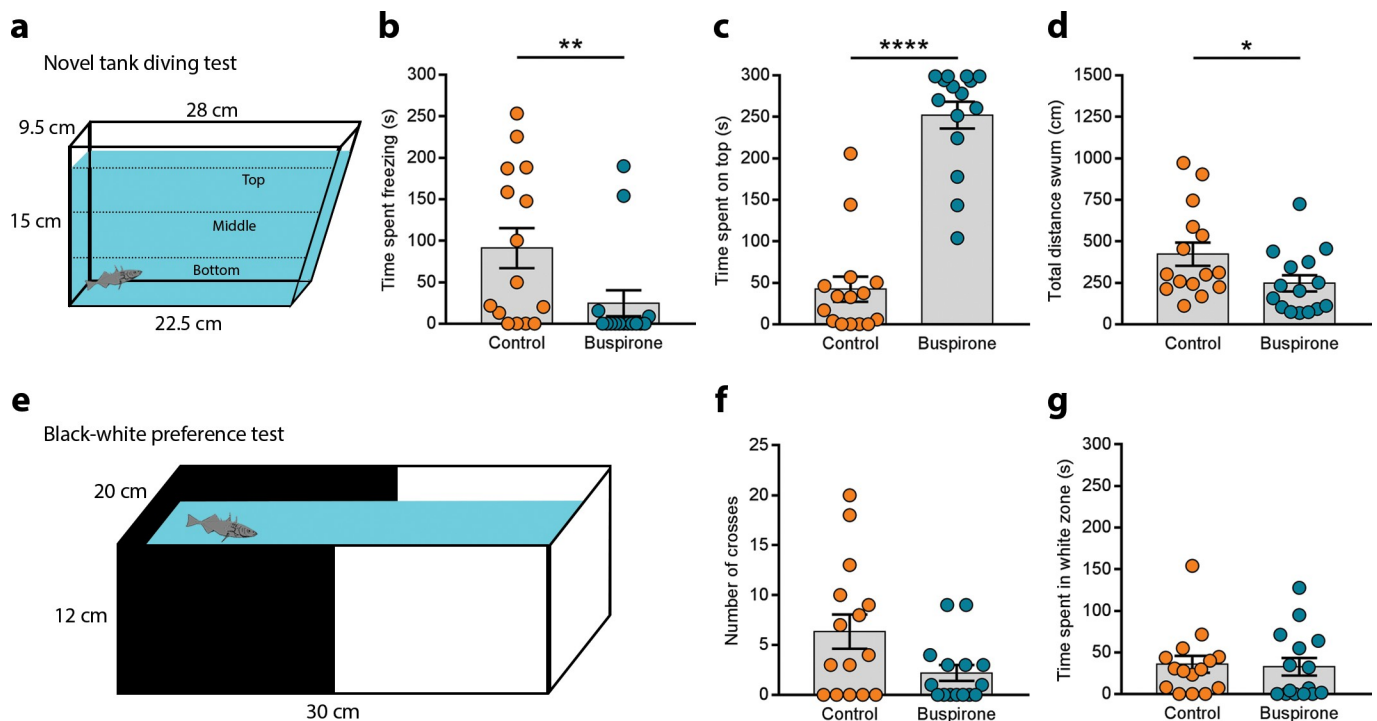 a
Novel tank diving test
28 cm
9.5 cm
15 cm
Top
Middle
Bottom
22.5 cm
b
**
Time spent freezing (s)
300
250
200
150
100
50
0
Control Buspirone
c
****
Time spent on top (s)
300
250
200
150
100
50
0
Control Buspirone
d
*
Total distance swum (cm)
1500
1250
1000
750
500
250
0
Control Buspirone
e
Black-white preference test
20 cm
12 cm
30 cm
f
Number of crosses
25
20
15
10
5
0
Control Buspirone
g
Time spent in white zone (s)
300
250
200
150
100
50
0
Control Buspirone